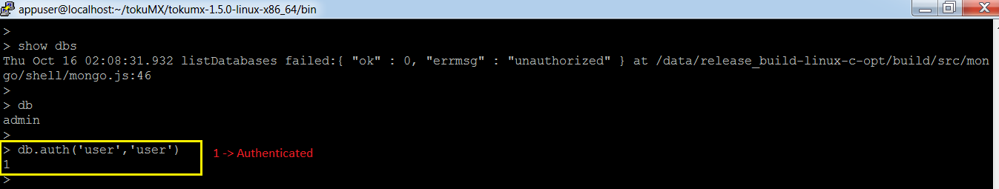 appuser@localhost:~/tokuMX/tokumx-1.5.0-linux-x86_64/bin
>
> show dbs
Thu Oct 16 02:08:31.932 listDatabases failed:{ "ok" : 0, "errmsg" : "unauthorized" } at /data/release_build-linux-c-opt/build/src/mon
go/shell/mongo.js:46
>
> db
admin
>
> db.auth('user','user')
1 -> Authenticated
1
>